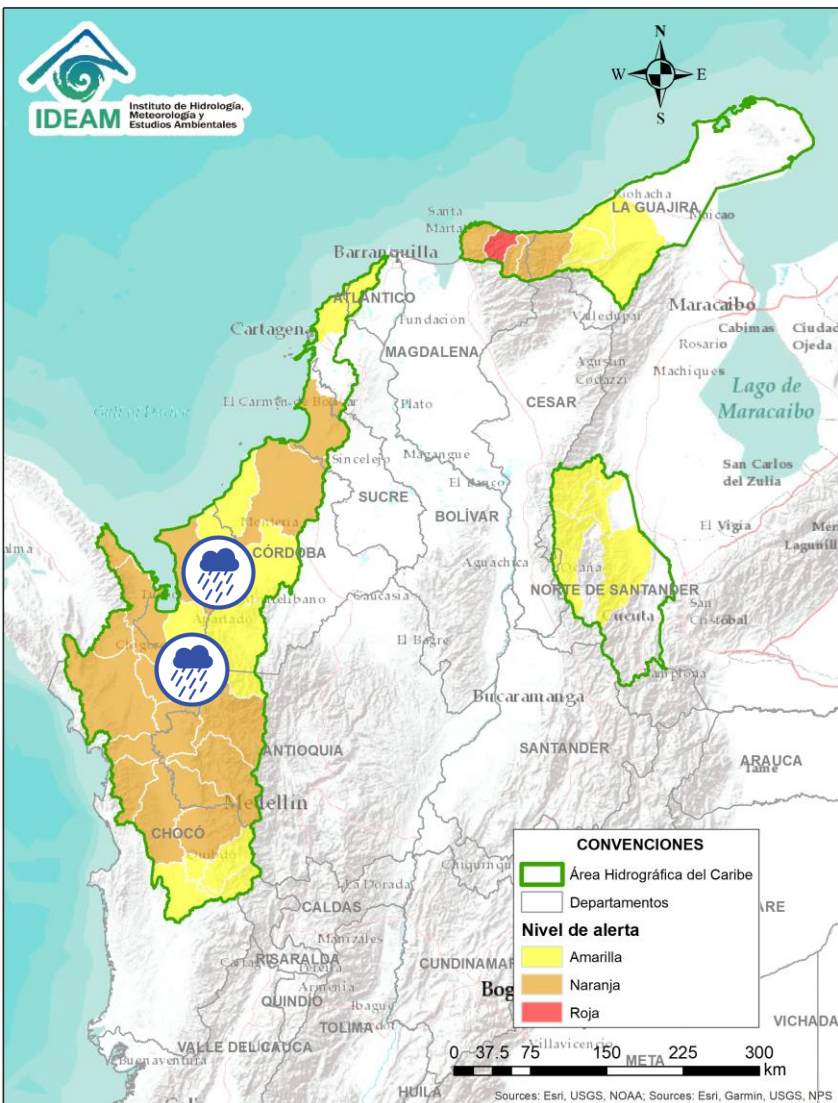 IDEAM
Instituto de Hidrología,
Meteorología y
Estudios Ambientales
N
W
E
S
Riohacha
LA GUAJIRA
Maicao
Santa
Marta
Barranquilla
ATLÁNTICO
Cartagena
Fundación
Valledupar
Maracaibo
Cabimas
Ciudad
Ojeda
MAGDALENA
Rosario
Machiques
Agustín
Codazzi
Lago de
Maracaibo
El Carmen de Bolívar
Plato
CESAR
Sincelejo
Magangué
El Banco
San Carlos
del Zulia
SUCRE
BOLÍVAR
El Vigía
Montería
CÓRDOBA
Aguachica
Ocaña
NORTE DE SANTANDER
Caucasia
Apartadó
San
Cristóbal
Cúcuta
El Bagre
Pamplona
Bucaramanga
ANTIOQUIA
SANTANDER
ARAUCA
Tame
Medellín
CHOCÓ
Quibdó
La Dorada
CALDAS
Manizales
RISARALDA
Pereira
Armenia
QUINDÍO
Ibagué
TOLIMA
CUNDINAMAR
Bog
VALLE DEL CAUCA
Buenaventura
Villavicencio
META
VICHADA
HUILA
CONVENCIONES
Área Hidrográfica del Caribe
Departamentos
Nivel de alerta
Amarilla
Naranja
Roja
0 37.5 75 150 225 300
km
Sources: Esri, USGS, NOAA; Sources: Esri, Garmin, USGS, NPS